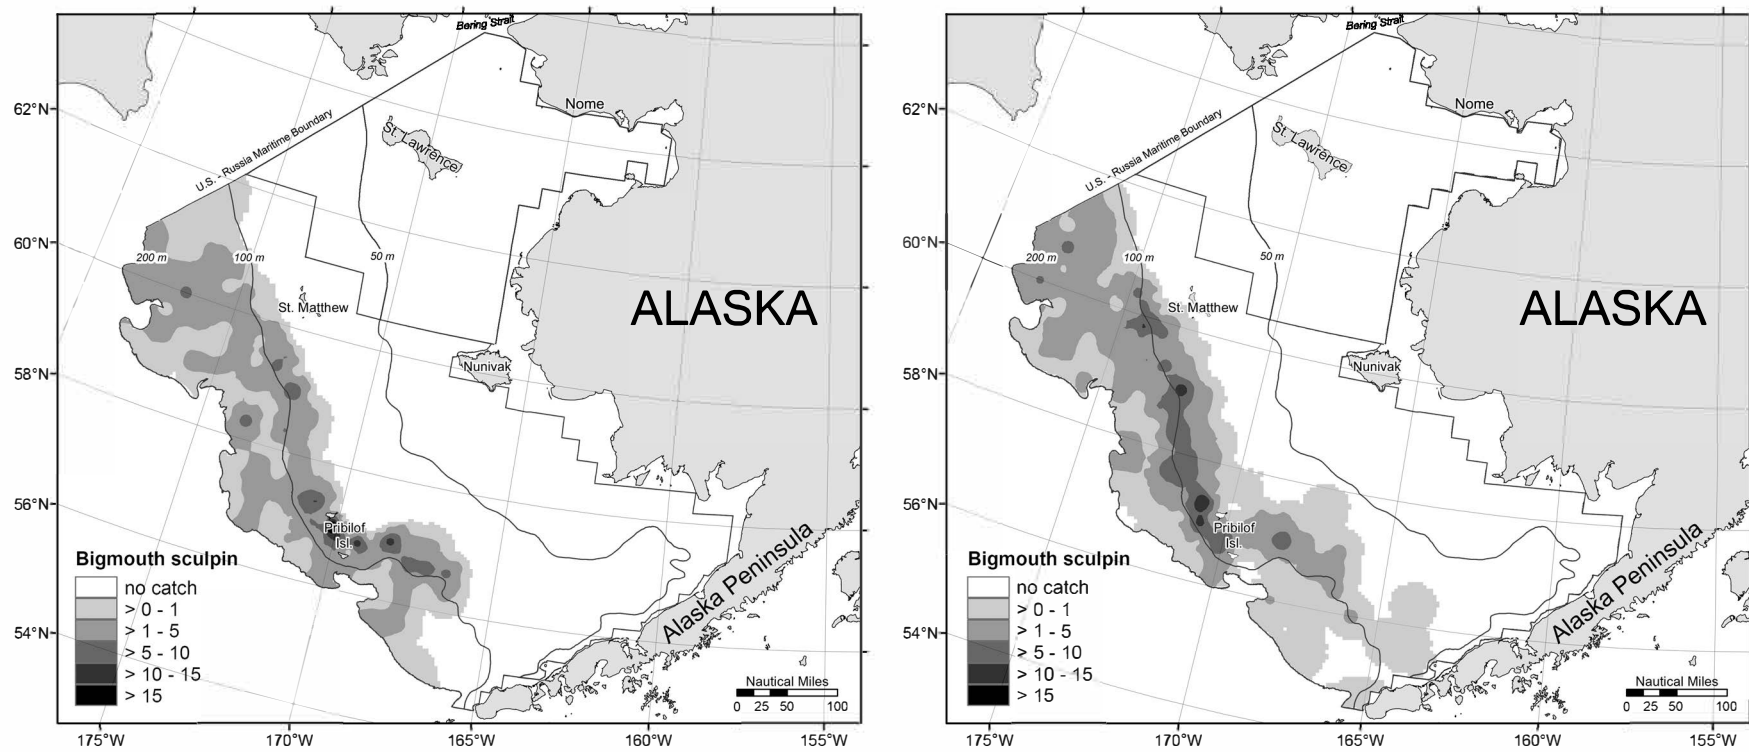 Bering Strait
62°N
Nome
St. Lawrence
U.S. - Russia Maritime Boundary
60°N
200 m
100 m
50 m
St. Matthew
ALASKA
58°N
Nunivak
56°N
Pribilof
Isl.
Alaska Peninsula
Bigmouth sculpin
no catch
> 0 - 1
> 1 - 5
> 5 - 10
> 10 - 15
> 15
54°N
Nautical Miles
0 25 50 100
175°W 170°W 165°W 160°W 155°W
Bering Strait
62°N
Nome
St. Lawrence
U.S. - Russia Maritime Boundary
60°N
200 m
100 m
50 m
St. Matthew
ALASKA
58°N
Nunivak
56°N
Pribilof
Isl.
Alaska Peninsula
Bigmouth sculpin
no catch
> 0 - 1
> 1 - 5
> 5 - 10
> 10 - 15
> 15
54°N
Nautical Miles
0 25 50 100
175°W 170°W 165°W 160°W 155°W